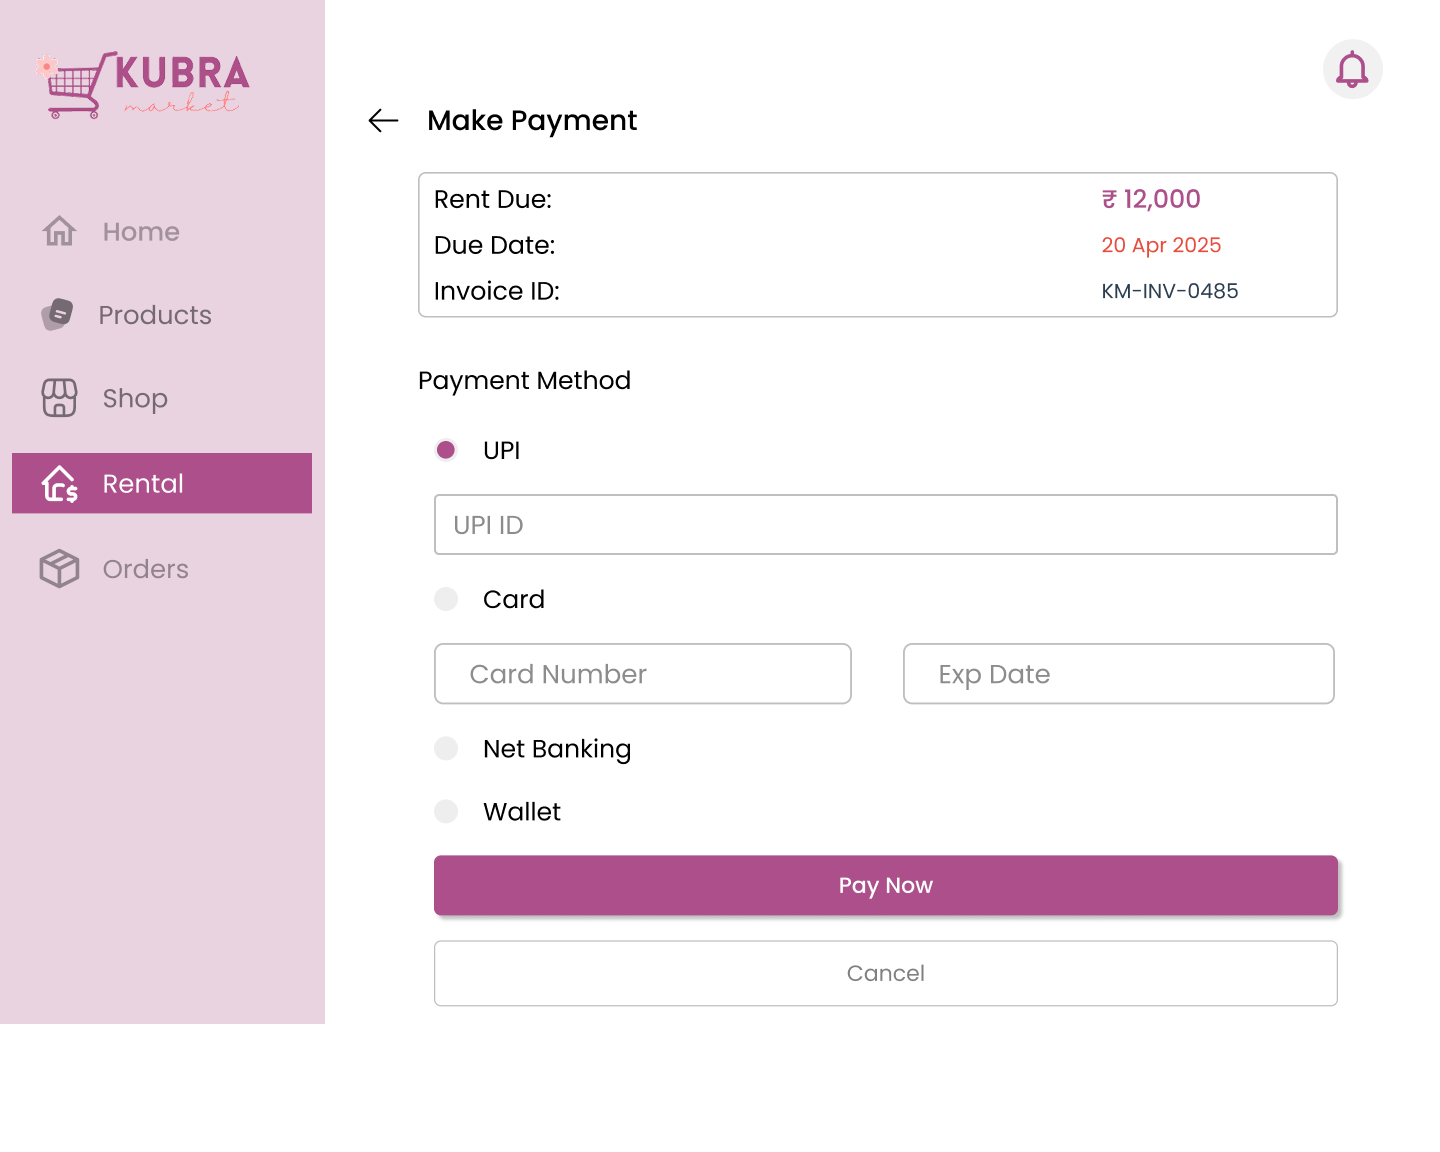 KUBRA
market
Home
Products
Shop
Rental
Orders
Make Payment
Rent Due: ₹ 12,000
Due Date: 20 Apr 2025
Invoice ID: KM-INV-0485
Payment Method
UPI
UPI ID
Card
Card Number Exp Date
Net Banking
Wallet
Pay Now
Cancel